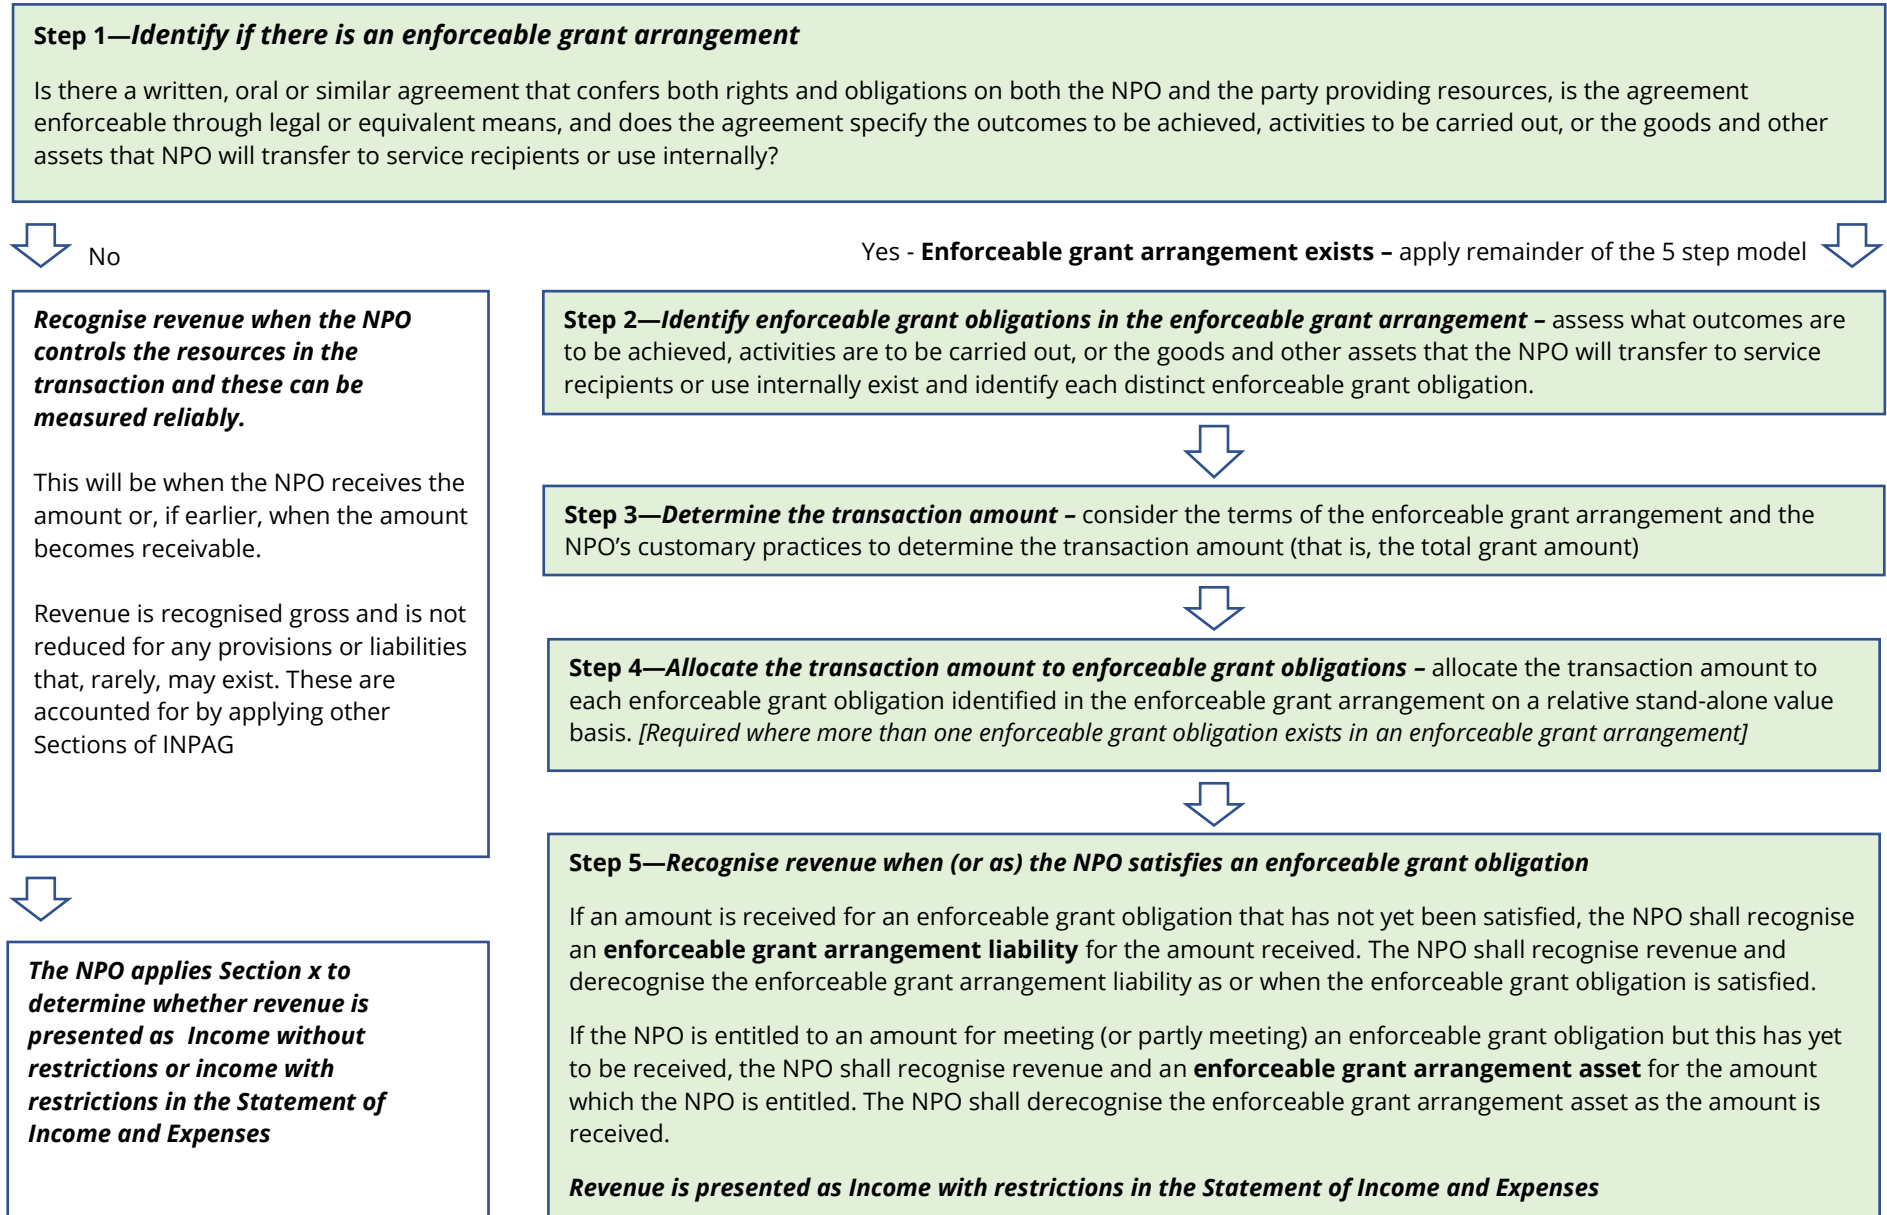 Step 1—Identify if there is an enforceable grant arrangement
Is there a written, oral or similar agreement that confers both rights and obligations on both the NPO and the party providing resources, is the agreement
enforceable through legal or equivalent means, and does the agreement specify the outcomes to be achieved, activities to be carried out, or the goods and other
assets that NPO will transfer to service recipients or use internally?
No
Yes - Enforceable grant arrangement exists – apply remainder of the 5 step model
Recognise revenue when the NPO
controls the resources in the
transaction and these can be
measured reliably.
This will be when the NPO receives the
amount or, if earlier, when the amount
becomes receivable.
Revenue is recognised gross and is not
reduced for any provisions or liabilities
that, rarely, may exist. These are
accounted for by applying other
Sections of INPAG
The NPO applies Section x to
determine whether revenue is
presented as Income without
restrictions or income with
restrictions in the Statement of
Income and Expenses
Step 2—Identify enforceable grant obligations in the enforceable grant arrangement – assess what outcomes are
to be achieved, activities are to be carried out, or the goods and other assets that the NPO will transfer to service
recipients or use internally exist and identify each distinct enforceable grant obligation.
Step 3—Determine the transaction amount – consider the terms of the enforceable grant arrangement and the
NPO’s customary practices to determine the transaction amount (that is, the total grant amount)
Step 4—Allocate the transaction amount to enforceable grant obligations – allocate the transaction amount to
each enforceable grant obligation identified in the enforceable grant arrangement on a relative stand-alone value
basis. [Required where more than one enforceable grant obligation exists in an enforceable grant arrangement]
Step 5—Recognise revenue when (or as) the NPO satisfies an enforceable grant obligation
If an amount is received for an enforceable grant obligation that has not yet been satisfied, the NPO shall recognise
an enforceable grant arrangement liability for the amount received. The NPO shall recognise revenue and
derecognise the enforceable grant arrangement liability as or when the enforceable grant obligation is satisfied.
If the NPO is entitled to an amount for meeting (or partly meeting) an enforceable grant obligation but this has yet
to be received, the NPO shall recognise revenue and an enforceable grant arrangement asset for the amount
which the NPO is entitled. The NPO shall derecognise the enforceable grant arrangement asset as the amount is
received.
Revenue is presented as Income with restrictions in the Statement of Income and Expenses